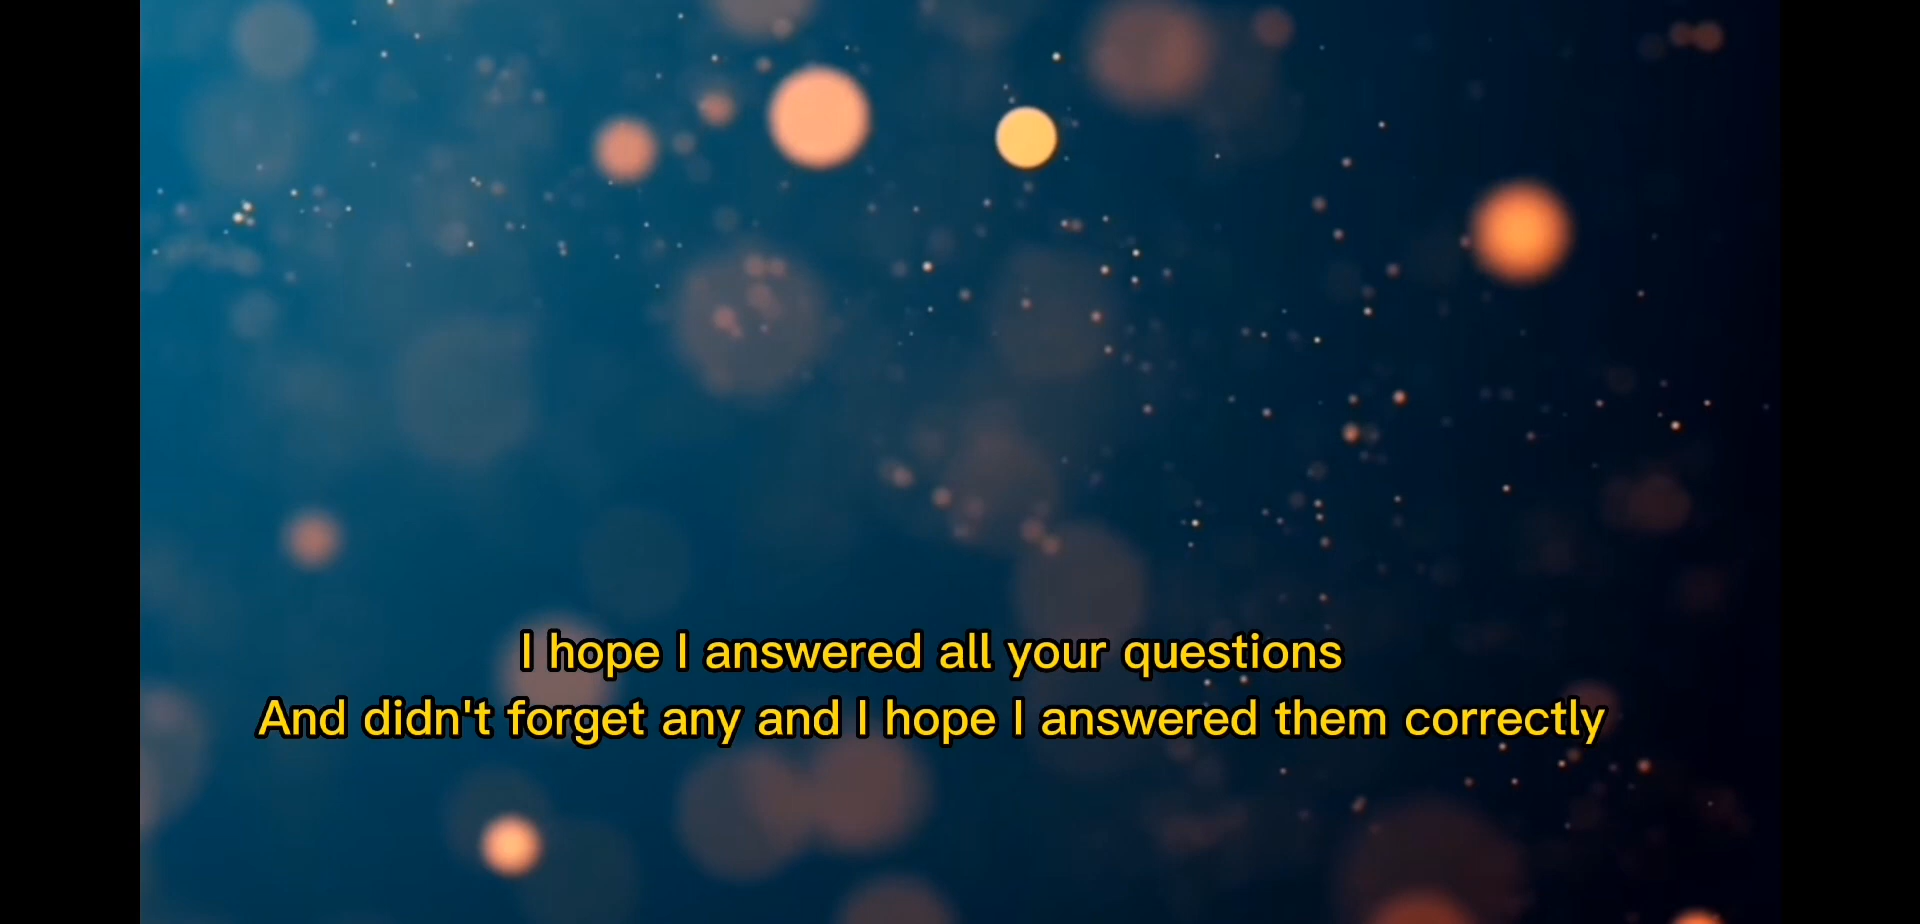 I hope I answered all your questions
And didn't forget any and I hope I answered them correctly